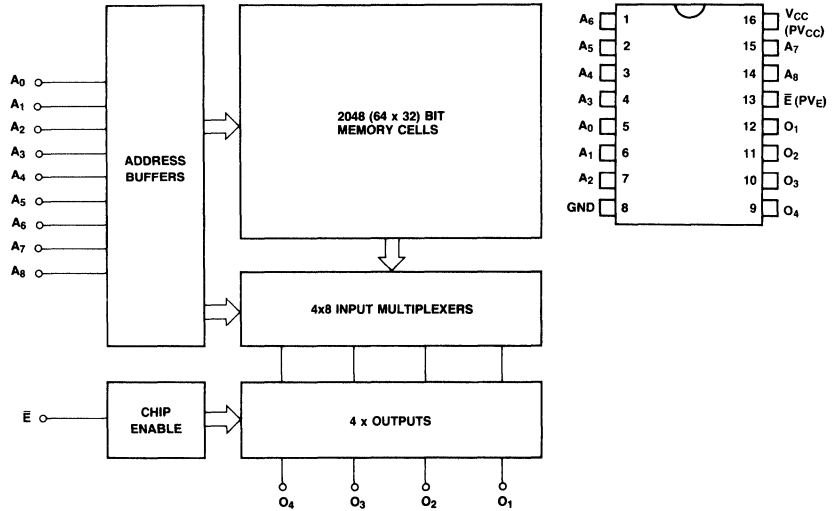 A0
A1
A2
A3
A4
A5
A6
A7
A8
ADDRESS
BUFFERS
2048 (64 x 32) BIT
MEMORY CELLS
4x8 INPUT MULTIPLEXERS
E̅
CHIP
ENABLE
4 x OUTPUTS
O4 O3 O2 O1
A6 1 16 VCC
(PVCC)
A5 2 15 A7
A4 3 14 A8
A3 4 13 E̅ (PVE)
A0 5 12 O1
A1 6 11 O2
A2 7 10 O3
GND 8 9 O4